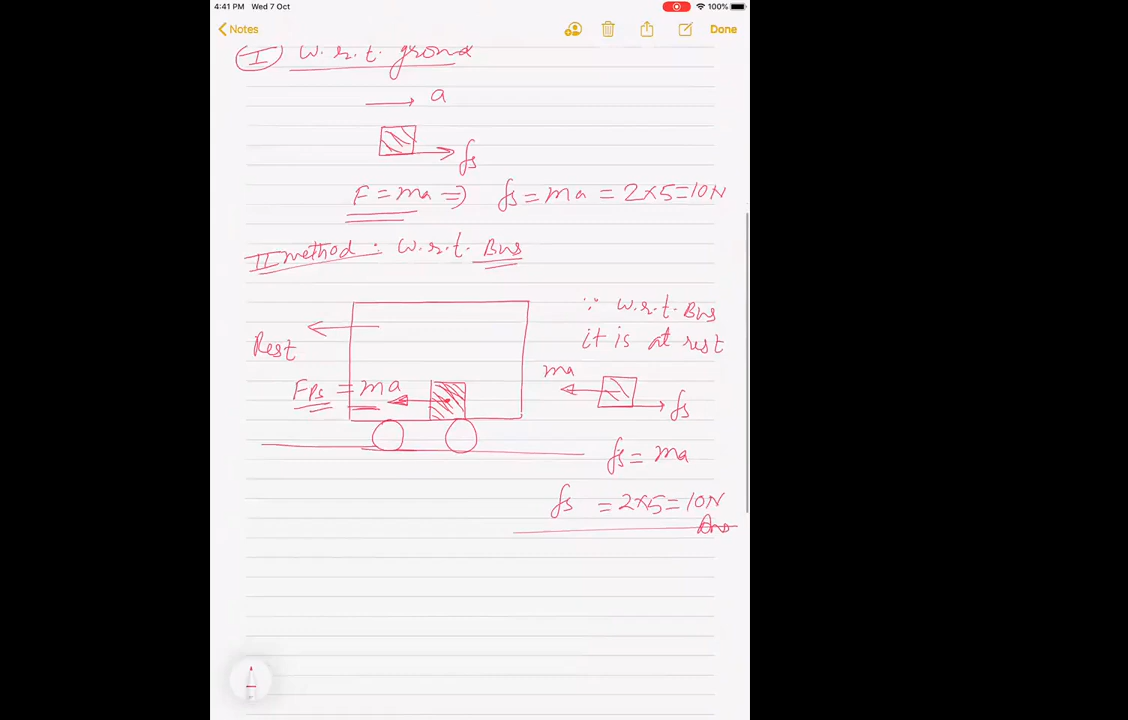 4:41 PM Wed 7 Oct
100%
Notes
Done
I w.r.t. ground
a
fs
F = ma ⇒ fs = ma = 2×5=10N
II method : w.r.t. Bus
∵ w.r.t. Bus
it is at rest
Rest
ma
FPs = ma
fs
fs = ma
fs = 2×5=10N
Ans